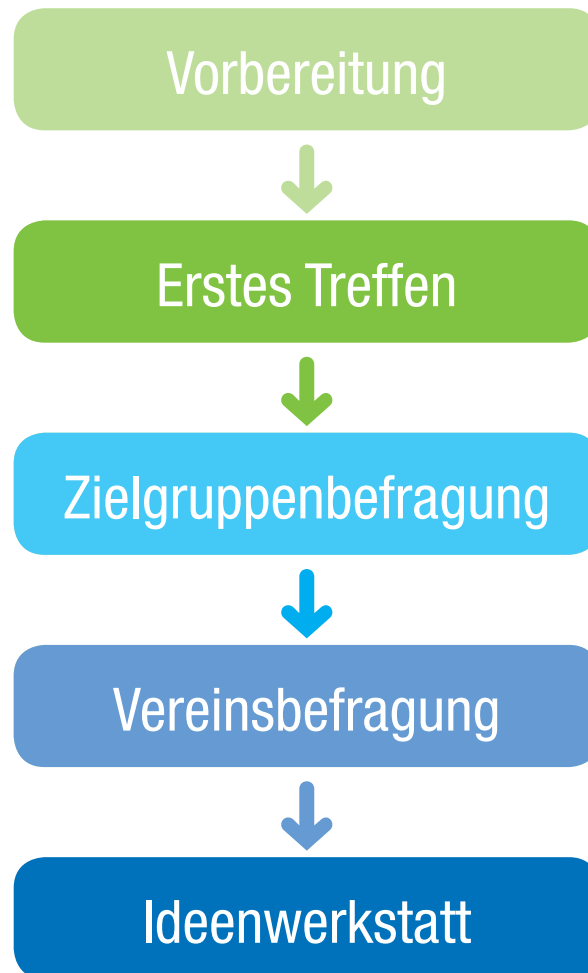 Vorbereitung
Erstes Treffen
Zielgruppenbefragung
Vereinsbefragung
Ideenwerkstatt